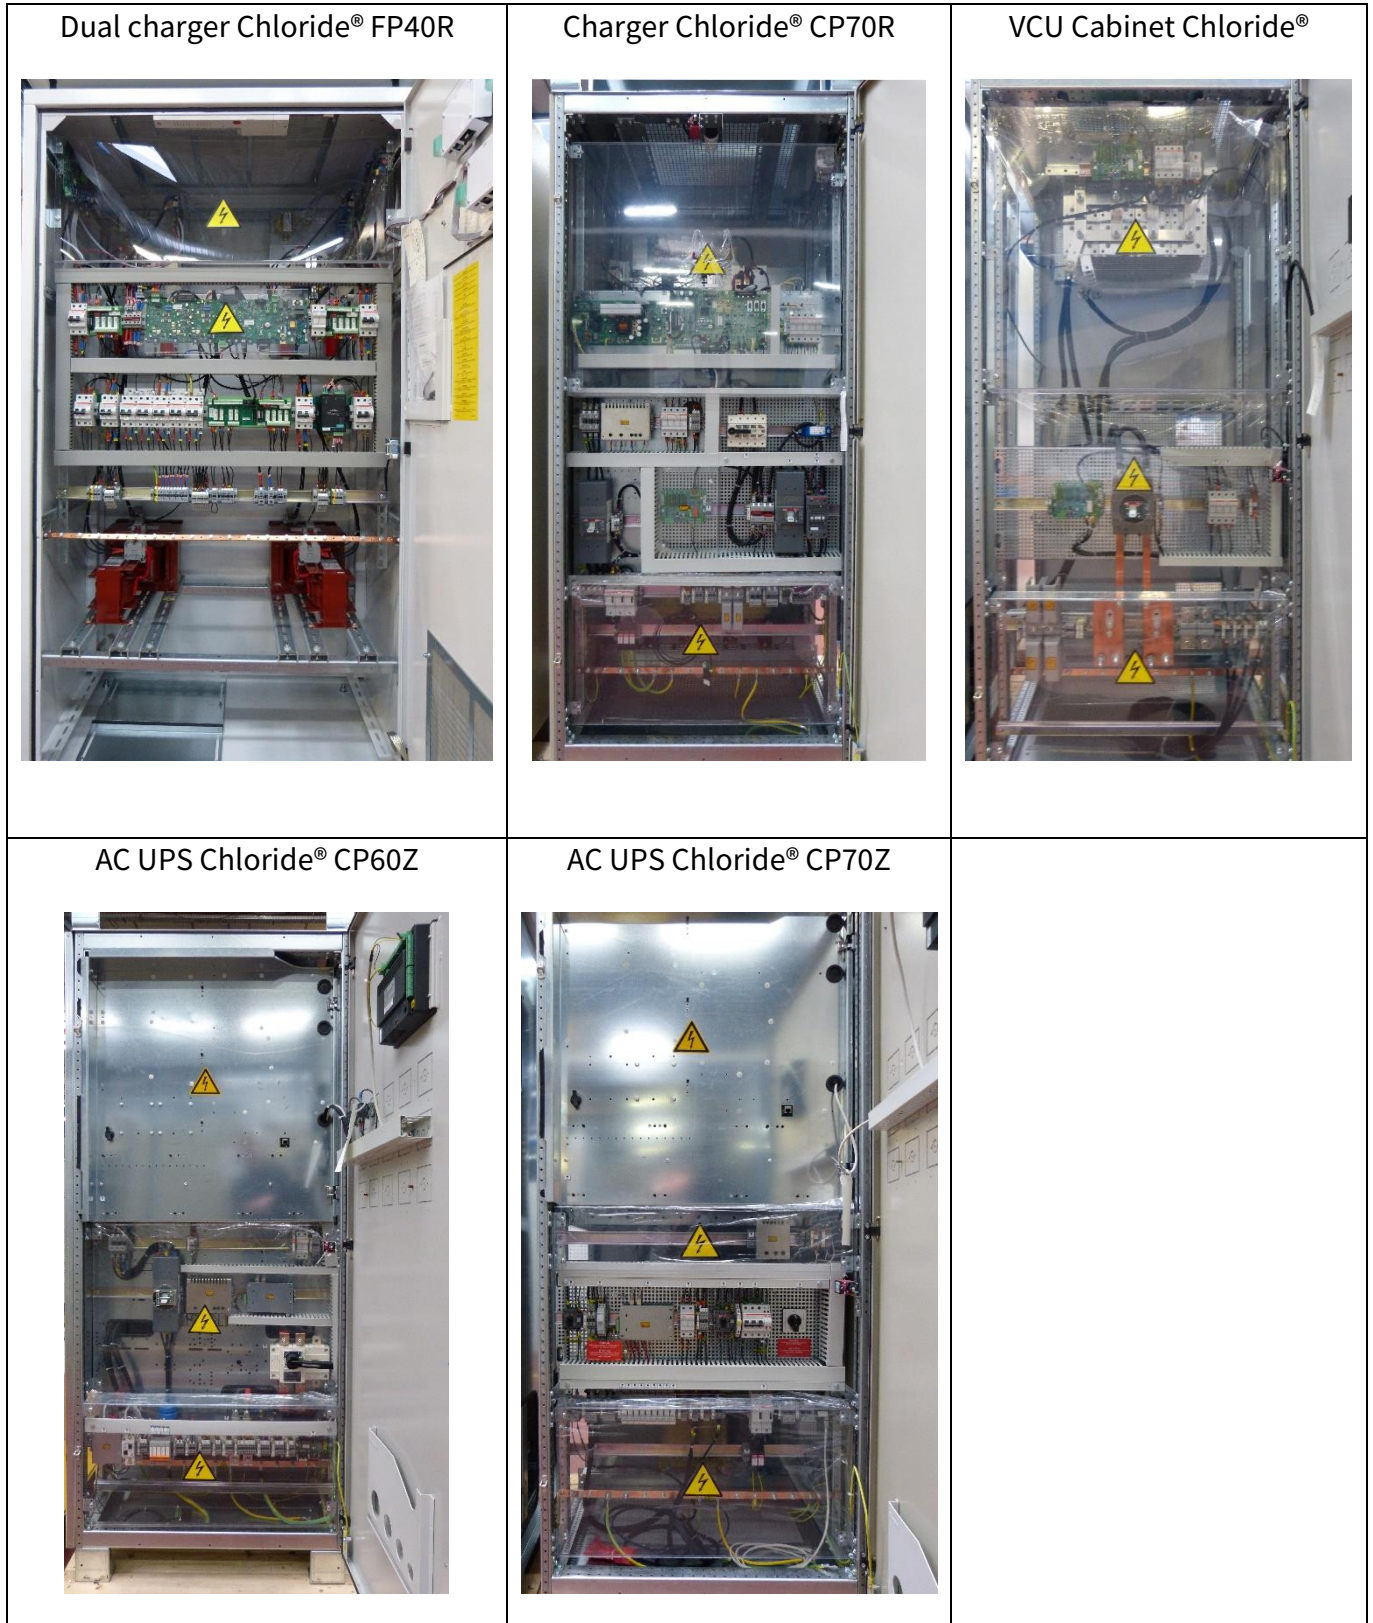 Dual charger Chloride® FP40R
Charger Chloride® CP70R
VCU Cabinet Chloride®
AC UPS Chloride® CP60Z
AC UPS Chloride® CP70Z